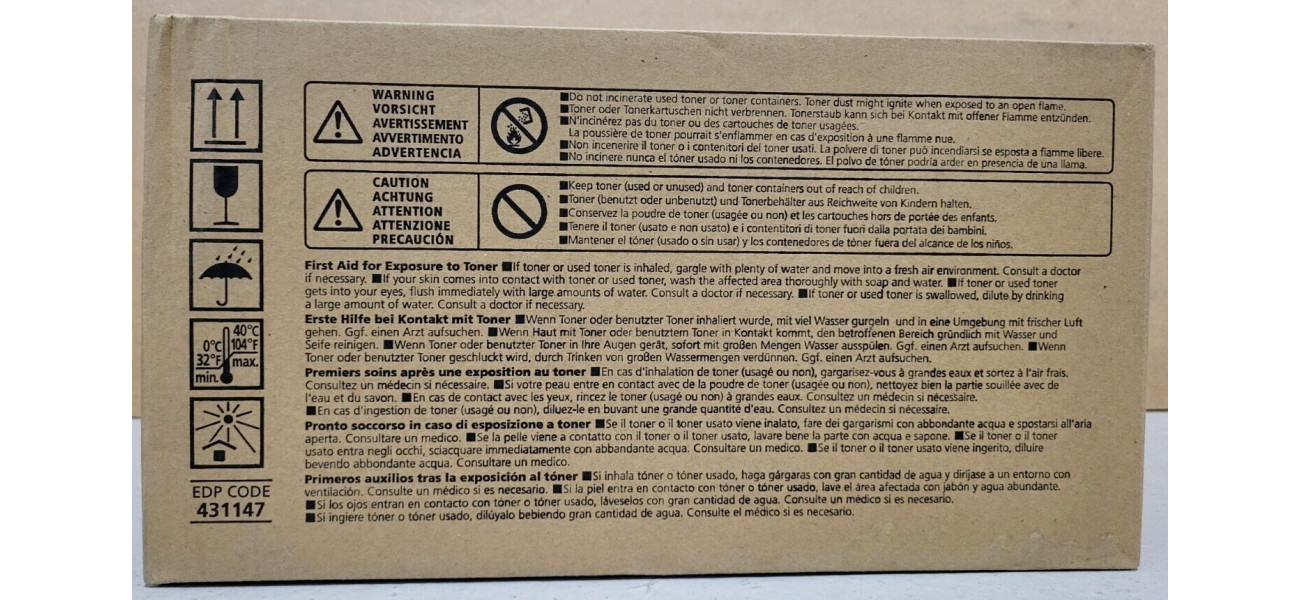 WARNING
VORSICHT
AVERTISSEMENT
AVVERTIMENTO
ADVERTENCIA
■Do not incinerate used toner or toner containers. Toner dust might ignite when exposed to an open flame.
■Toner oder Tonerkartuschen nicht verbrennen. Tonerstaub kann sich bei Kontakt mit offener Flamme entzünden.
■N'incinérez pas du toner ou des cartouches de toner usagées.
La poussière de toner pourrait s'enflammer en cas d'exposition à une flamme nue.
■Non incenerire il toner o i contenitori del toner usati. La polvere di toner può incendiarsi se esposta a fiamme libere.
■No incinere nunca el tóner usado ni los contenedores. El polvo de tóner podría arder en presencia de una llama.
CAUTION
ACHTUNG
ATTENTION
ATTENZIONE
PRECAUCIÓN
■Keep toner (used or unused) and toner containers out of reach of children.
■Toner (benutzt oder unbenutzt) und Tonerbehälter aus Reichweite von Kindern halten.
■Conservez la poudre de toner (usagée ou non) et les cartouches hors de portée des enfants.
■Tenere il toner (usato e non usato) e i contentitori di toner fuori dalla portata dei bambini.
■Mantener el tóner (usado o sin usar) y los contenedores de tóner fuera del alcance de los niños.
First Aid for Exposure to Toner ■If toner or used toner is inhaled, gargle with plenty of water and move into a fresh air environment. Consult a doctor
if necessary. ■If your skin comes into contact with toner or used toner, wash the affected area thoroughly with soap and water. ■If toner or used toner
gets into your eyes, flush immediately with large amounts of water. Consult a doctor if necessary. ■If toner or used toner is swallowed, dilute by drinking
a large amount of water. Consult a doctor if necessary.
Erste Hilfe bei Kontakt mit Toner ■Wenn Toner oder benutzter Toner inhaliert wurde, mit viel Wasser gurgeln und in eine Umgebung mit frischer Luft
gehen. Ggf. einen Arzt aufsuchen. ■Wenn Haut mit Toner oder benutztem Toner in Kontakt kommt, den betroffenen Bereich gründlich mit Wasser und
Seife reinigen. ■Wenn Toner oder benutzter Toner in Ihre Augen gerät, sofort mit großen Mengen Wasser ausspülen. Ggf. einen Arzt aufsuchen. ■Wenn
Toner oder benutzter Toner geschluckt wird, durch Trinken von großen Wassermengen verdünnen. Ggf. einen Arzt aufsuchen.
Premiers soins après une exposition au toner ■En cas d'inhalation de toner (usagé ou non), gargarisez-vous à grandes eaux et sortez à l'air frais.
Consultez un médecin si nécessaire. ■Si votre peau entre en contact avec de la poudre de toner (usagée ou non), nettoyez bien la partie souillée avec de
l'eau et du savon. ■En cas de contact avec les yeux, rincez le toner (usagé ou non) à grandes eaux. Consultez un médecin si nécessaire.
■En cas d'ingestion de toner (usagé ou non), diluez-le en buvant une grande quantité d'eau. Consultez un médecin si nécessaire.
Pronto soccorso in caso di esposizione a toner ■Se il toner o il toner usato viene inalato, fare dei gargarismi con abbondante acqua e spostarsi all'aria
aperta. Consultare un medico. ■Se la pelle viene a contatto con il toner o il toner usato, lavare bene la parte con acqua e sapone. ■Se il toner o il toner
usato entra negli occhi, sciacquare immediatamente con abbandante acqua. Consultare un medico. ■Se il toner o il toner usato viene ingerito, diluire
bevendo abbondante acqua. Consultare un medico.
Primeros auxilios tras la exposición al tóner ■Si inhala tóner o tóner usado, haga gárgaras con gran cantidad de agua y diríjase a un entorno con
ventilación. Consulte un médico si es necesario. ■Si la piel entra en contacto con tóner o tóner usado, lave el área afectada con jabón y agua abundante.
■Si los ojos entran en contacto con tóner o tóner usado, láveselos con gran cantidad de agua. Consulte un médico si es necesario.
■Si ingiere tóner o tóner usado, dilúyalo bebiendo gran cantidad de agua. Consulte el médico si es necesario.
40°C
0°C 104°F
32°F max.
min.
EDP CODE
431147